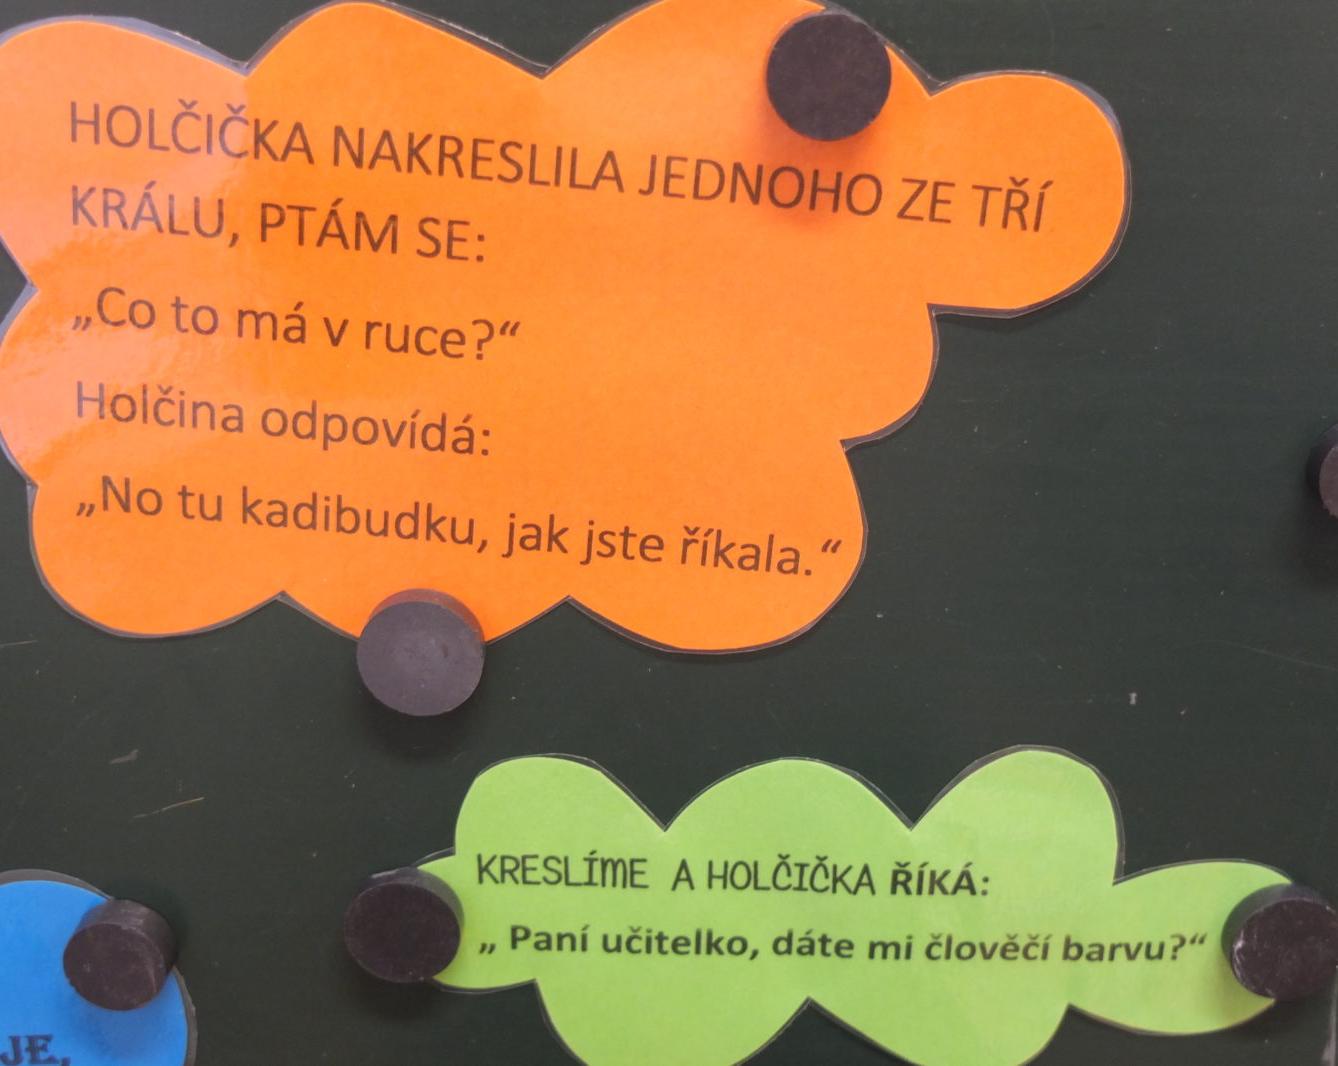 HOLČIČKA NAKRESLILA JEDNOHO ZE TŘÍ
KRÁLU, PTÁM SE:
„Co to má v ruce?“
Holčina odpovídá:
„No tu kadibudku, jak jste říkala.“
KRESLÍME A HOLČIČKA ŘÍKÁ:
„ Paní učitelko, dáte mi člověčí barvu?“
JE,